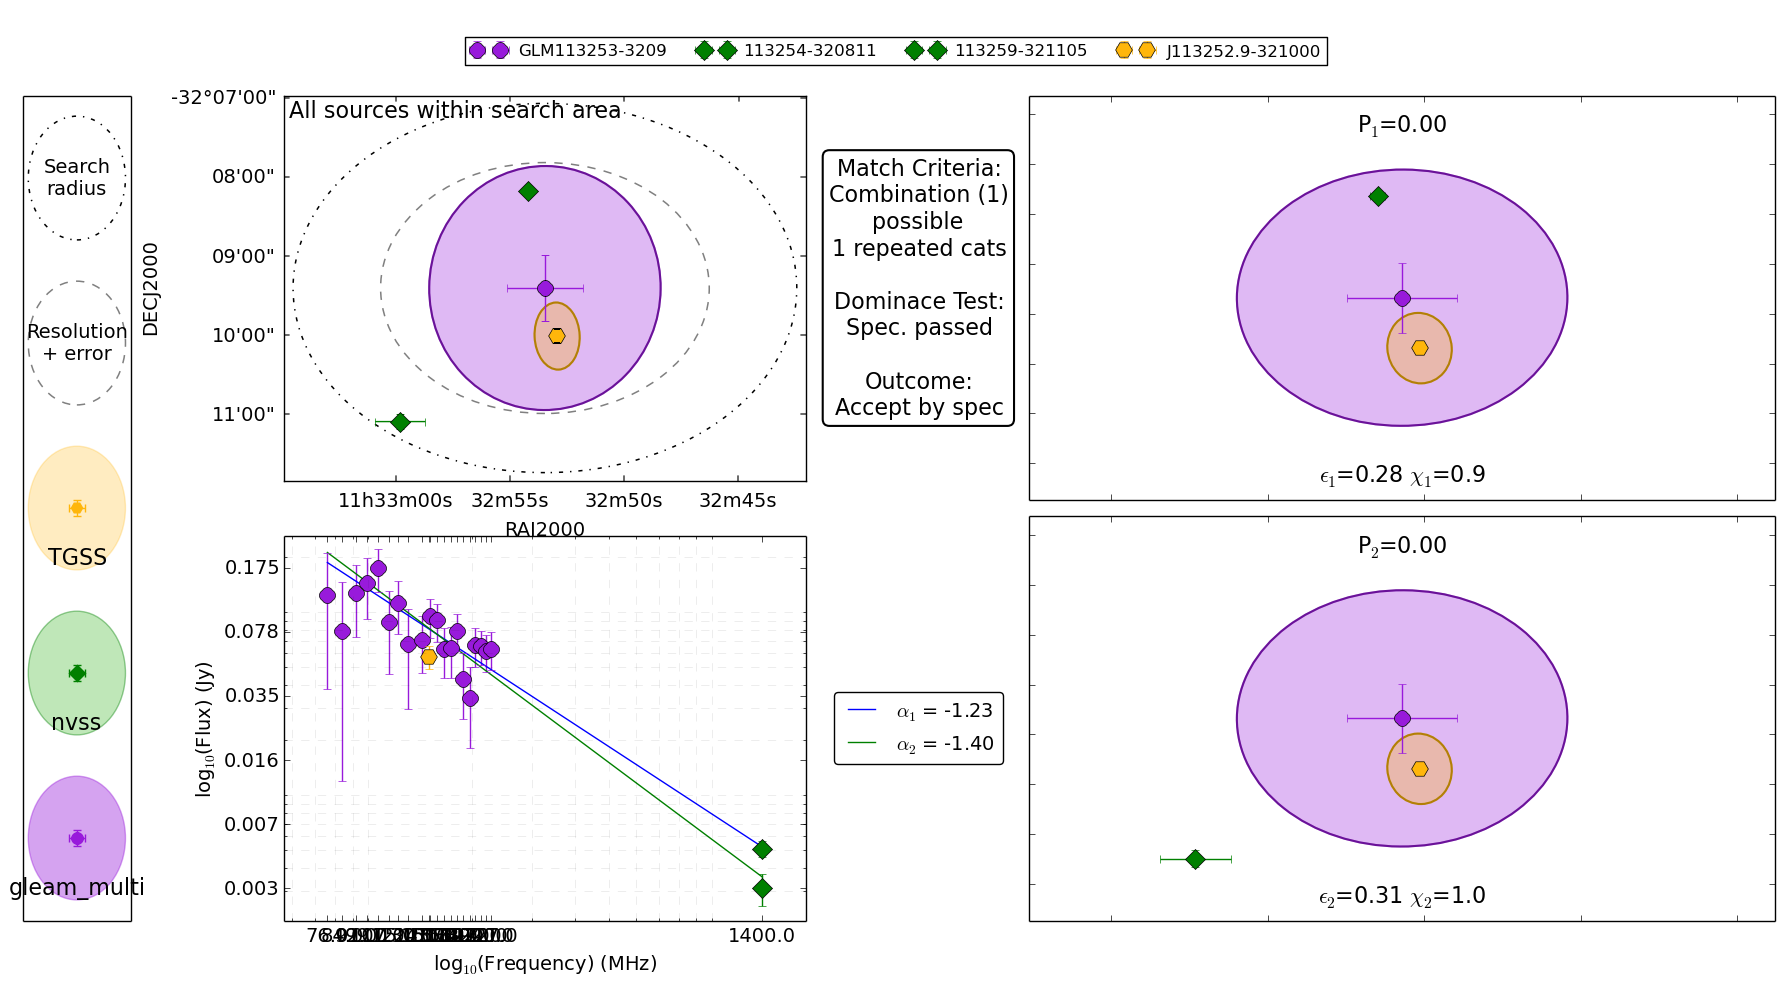 GLM113253-3209 113254-320811 113259-321105 J113252.9-321000
Search
radius
Resolution
+ error
TGSS
nvss
gleam_multi
All sources within search area
DECJ2000
-32°07'00"
08'00"
09'00"
10'00"
11'00"
11h33m00s 32m55s 32m50s 32m45s
RAJ2000
Match Criteria:
Combination (1)
possible
1 repeated cats
Dominace Test:
Spec. passed
Outcome:
Accept by spec
P₁=0.00
ϵ₁=0.28 χ₁=0.9
log₁₀(Flux) (Jy)
0.175
0.078
0.035
0.016
0.007
0.003
1400.0
log₁₀(Frequency) (MHz)
α₁ = -1.23
α₂ = -1.40
P₂=0.00
ϵ₂=0.31 χ₂=1.0